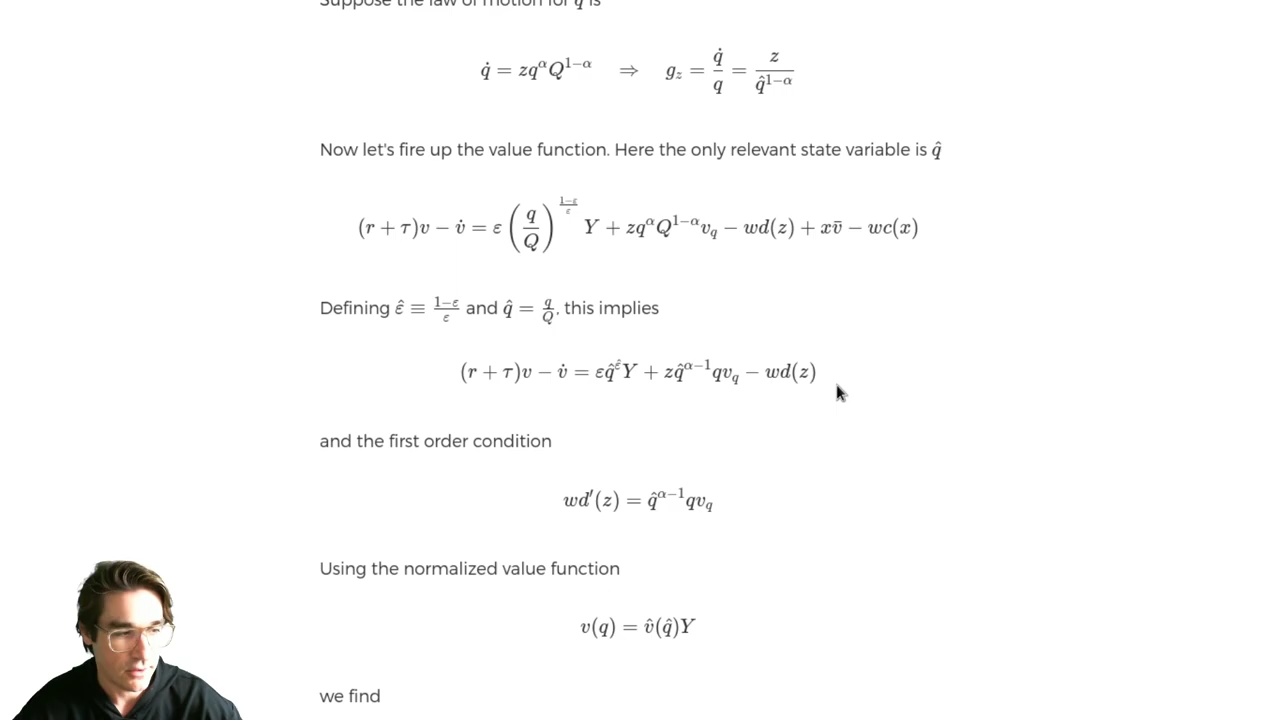 Suppose the law of motion for q is
q̇ = zq^α Q^{1−α} ⇒ g_z = q̇/q = z/q̂^{1−α}
Now let's fire up the value function. Here the only relevant state variable is q̂
(r + τ)v − v̇ = ε(q/Q)^{(1−ε)/ε} Y + zq^α Q^{1−α} v_q − wd(z) + xv̄ − wc(x)
Defining ε̂ ≡ (1−ε)/ε and q̂ = q/Q, this implies
(r + τ)v − v̇ = εq̂^{ε̂} Y + zq̂^{α−1} qv_q − wd(z)
and the first order condition
wd′(z) = q̂^{α−1} qv_q
Using the normalized value function
v(q) = v̂(q̂)Y
we find